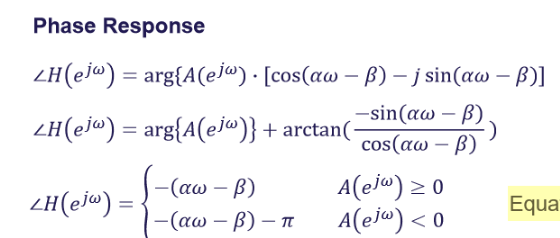 Phase Response
∠H(e^{jω}) = arg{A(e^{jω}) · [cos(αω − β) − j sin(αω − β)]
∠H(e^{jω}) = arg{A(e^{jω})} + arctan(\frac{−sin(αω − β)}{cos(αω − β)})
∠H(e^{jω}) = { −(αω − β) A(e^{jω}) ≥ 0
−(αω − β) − π A(e^{jω}) < 0
Equa